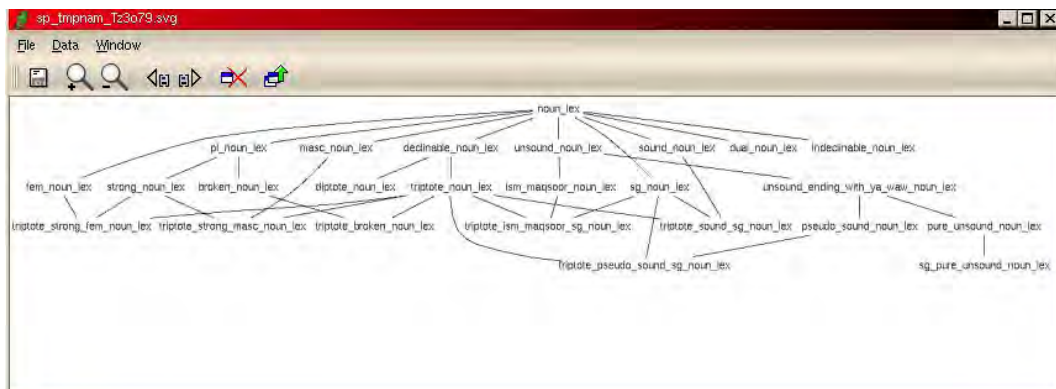 sp_tmpnam_Tz3o79.svg
File Data Window
noun_lex
pl_noun_lex masc_noun_lex declinable_noun_lex unsound_noun_lex sound_noun_lex dual_noun_lex indeclinable_noun_lex
fem_noun_lex strong_noun_lex broken_noun_lex diptote_noun_lex triptote_noun_lex ism_maqsoor_noun_lex sg_noun_lex unsound_ending_with_ya_waw_noun_lex
triptote_strong_fem_noun_lex triptote_strong_masc_noun_lex triptote_broken_noun_lex triptote_ism_maqsoor_sg_noun_lex triptote_sound_sg_noun_lex pseudo_sound_noun_lex pure_unsound_noun_lex
triptote_pseudo_sound_sg_noun_lex sg_pure_unsound_noun_lex